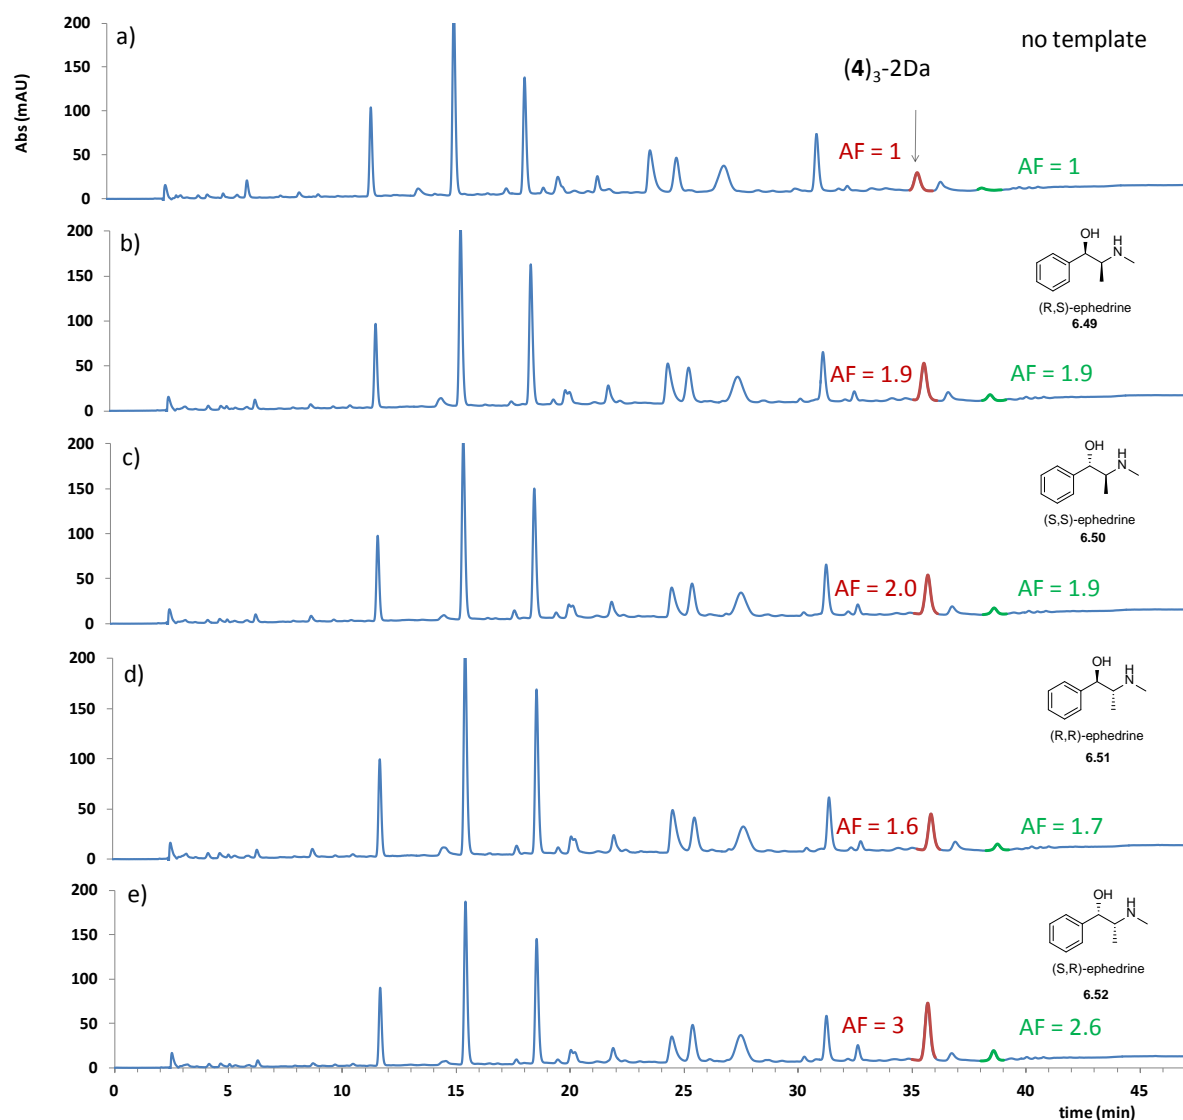 a)
no template
(4)3-2Da
AF = 1
AF = 1
Abs (mAU)
200
150
100
50
0
b)
OH
H
N
(R,S)-ephedrine
6.49
AF = 1.9
AF = 1.9
200
150
100
50
0
c)
OH
H
N
(S,S)-ephedrine
6.50
AF = 2.0
AF = 1.9
200
150
100
50
0
d)
OH
H
N
(R,R)-ephedrine
6.51
AF = 1.6
AF = 1.7
200
150
100
50
0
e)
OH
H
N
(S,R)-ephedrine
6.52
AF = 3
AF = 2.6
200
150
100
50
0
0 5 10 15 20 25 30 35 40 45
time (min)